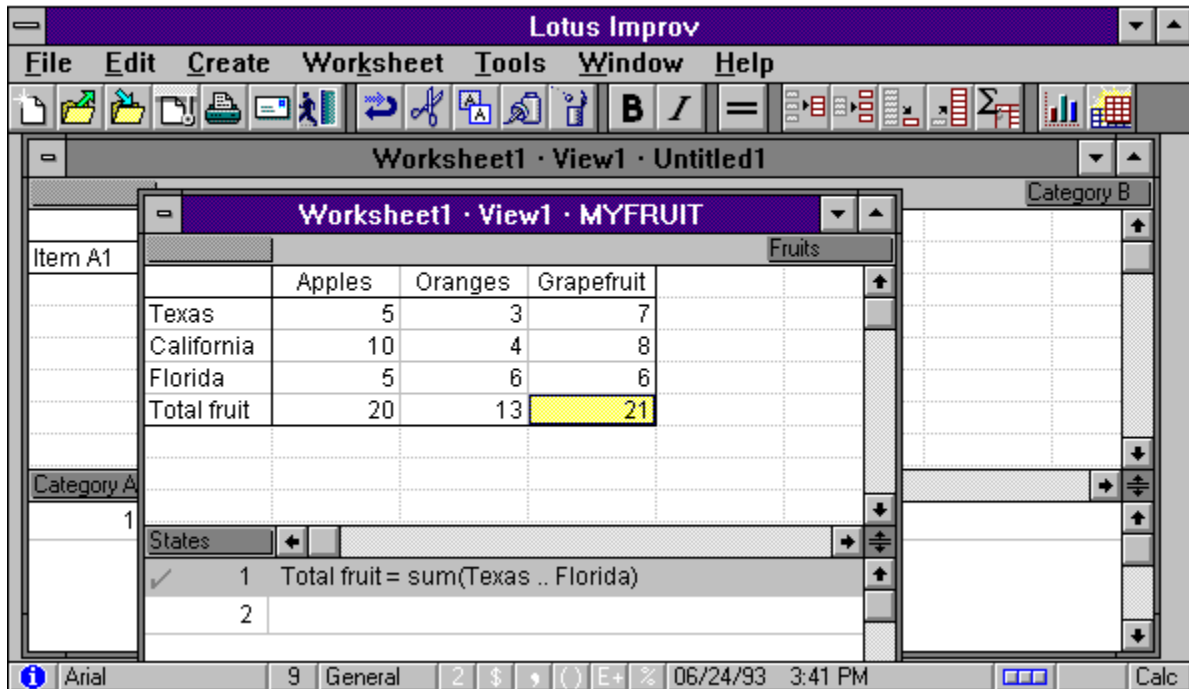 Lotus Improv
File Edit Create Worksheet Tools Window Help
B I
Worksheet1 · View1 · Untitled1
Category B
Worksheet1 · View1 · MYFRUIT
Item A1
Fruits
Apples Oranges Grapefruit
Texas 5 3 7
California 10 4 8
Florida 5 6 6
Total fruit 20 13 21
Category A
1
States
1 Total fruit = sum(Texas .. Florida)
2
Arial 9 General 2 $ , () E+ % 06/24/93 3:41 PM Calc